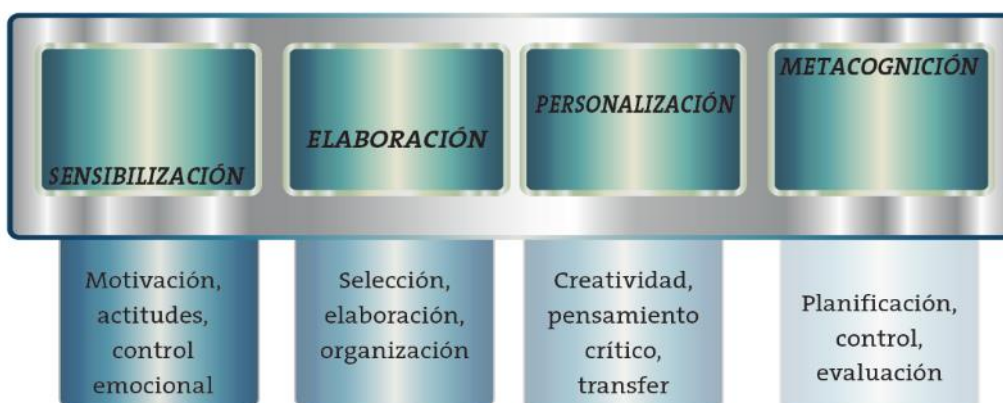 SENSIBILIZACIÓN
ELABORACIÓN
PERSONALIZACIÓN
METACOGNICIÓN
Motivación,
actitudes,
control
emocional
Selección,
elaboración,
organización
Creatividad,
pensamiento
crítico,
transfer
Planificación,
control,
evaluación